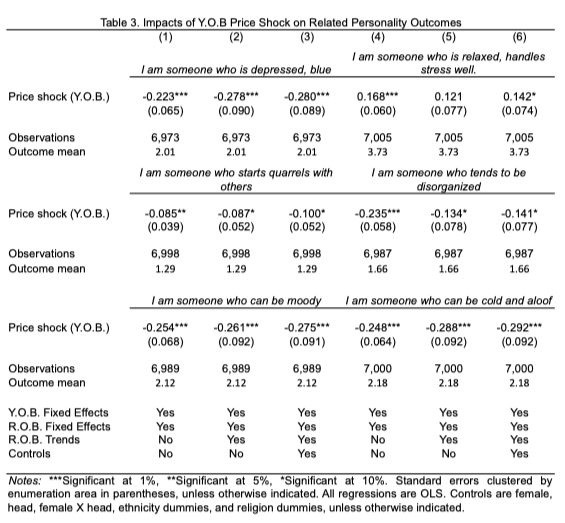 Table 3. Impacts of Y.O.B Price Shock on Related Personality Outcomes
(1) (2) (3) (4) (5) (6)
I am someone who is depressed, blue I am someone who is relaxed, handles stress well.
Price shock (Y.O.B.) -0.223*** -0.278*** -0.280*** 0.168*** 0.121 0.142*
(0.065) (0.090) (0.089) (0.060) (0.077) (0.074)
Observations 6,973 6,973 6,973 7,005 7,005 7,005
Outcome mean 2.01 2.01 2.01 3.73 3.73 3.73
I am someone who starts quarrels with others I am someone who tends to be disorganized
Price shock (Y.O.B.) -0.085** -0.087* -0.100* -0.235*** -0.134* -0.141*
(0.039) (0.052) (0.052) (0.058) (0.078) (0.077)
Observations 6,998 6,998 6,998 6,987 6,987 6,987
Outcome mean 1.29 1.29 1.29 1.66 1.66 1.66
I am someone who can be moody I am someone who can be cold and aloof
Price shock (Y.O.B.) -0.254*** -0.261*** -0.275*** -0.248*** -0.288*** -0.292***
(0.068) (0.092) (0.091) (0.064) (0.092) (0.092)
Observations 6,989 6,989 6,989 7,000 7,000 7,000
Outcome mean 2.12 2.12 2.12 2.18 2.18 2.18
Y.O.B. Fixed Effects Yes Yes Yes Yes Yes Yes
R.O.B. Fixed Effects Yes Yes Yes Yes Yes Yes
R.O.B. Trends No Yes Yes No Yes Yes
Controls No No Yes No No Yes
Notes: ***Significant at 1%, **Significant at 5%, *Significant at 10%. Standard errors clustered by
enumeration area in parentheses, unless otherwise indicated. All regressions are OLS. Controls are female,
head, female X head, ethnicity dummies, and religion dummies, unless otherwise indicated.